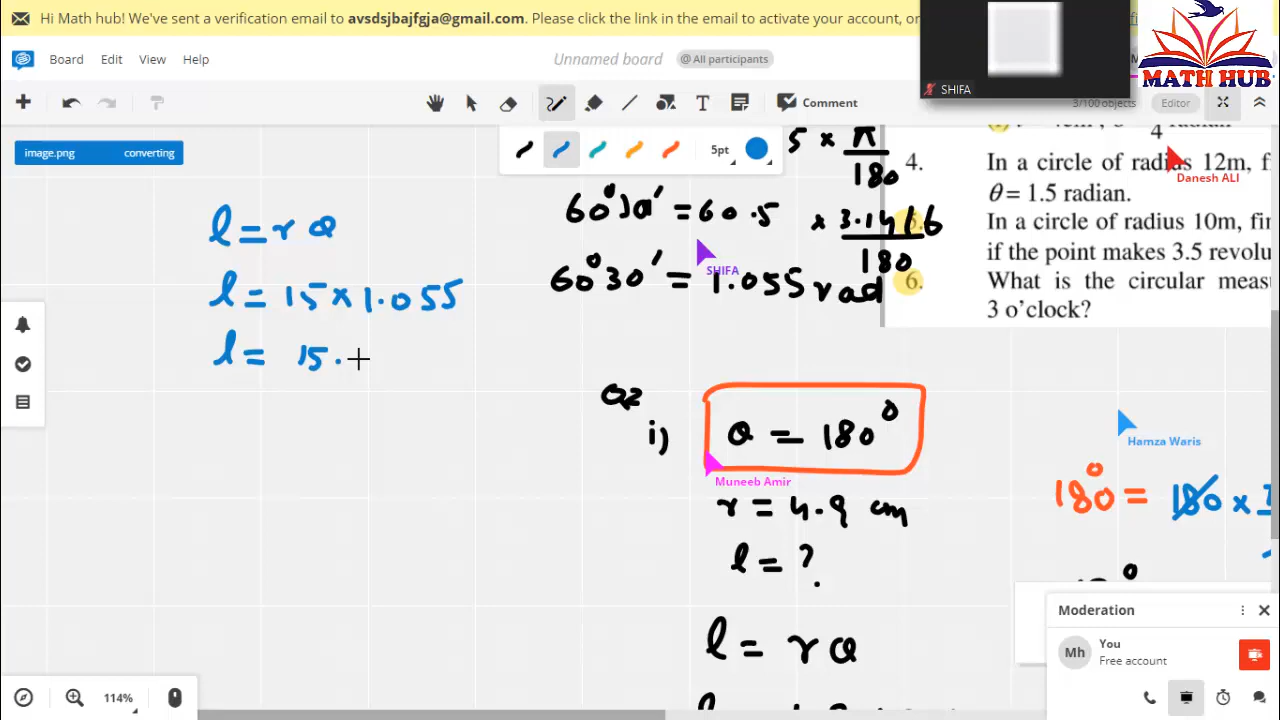 Hi Math hub! We've sent a verification email to avsdsjbajfgja@gmail.com. Please click the link in the email to activate your account, or
Board Edit View Help
Unnamed board
@ All participants
SHIFA
MATH HUB
Comment
3/100objects
Editor
image.png converting
5pt
5 × π/180
4 radian
Danesh ALI
4. In a circle of radius 12m, fi
θ = 1.5 radian.
In a circle of radius 10m, fin
if the point makes 3.5 revolu
6. What is the circular meas
3 o'clock?
60°30' = 60.5 × 3.1416/180
SHIFA
60°30' = 1.055 rad
l = rθ
l = 15 × 1.055
l = 15.
Q2
i) θ = 180°
Muneeb Amir
Hamza Waris
r = 4.9 cm
l = ?
180° = 180 × 3
l = rθ
Moderation
Mh You
Free account
114%